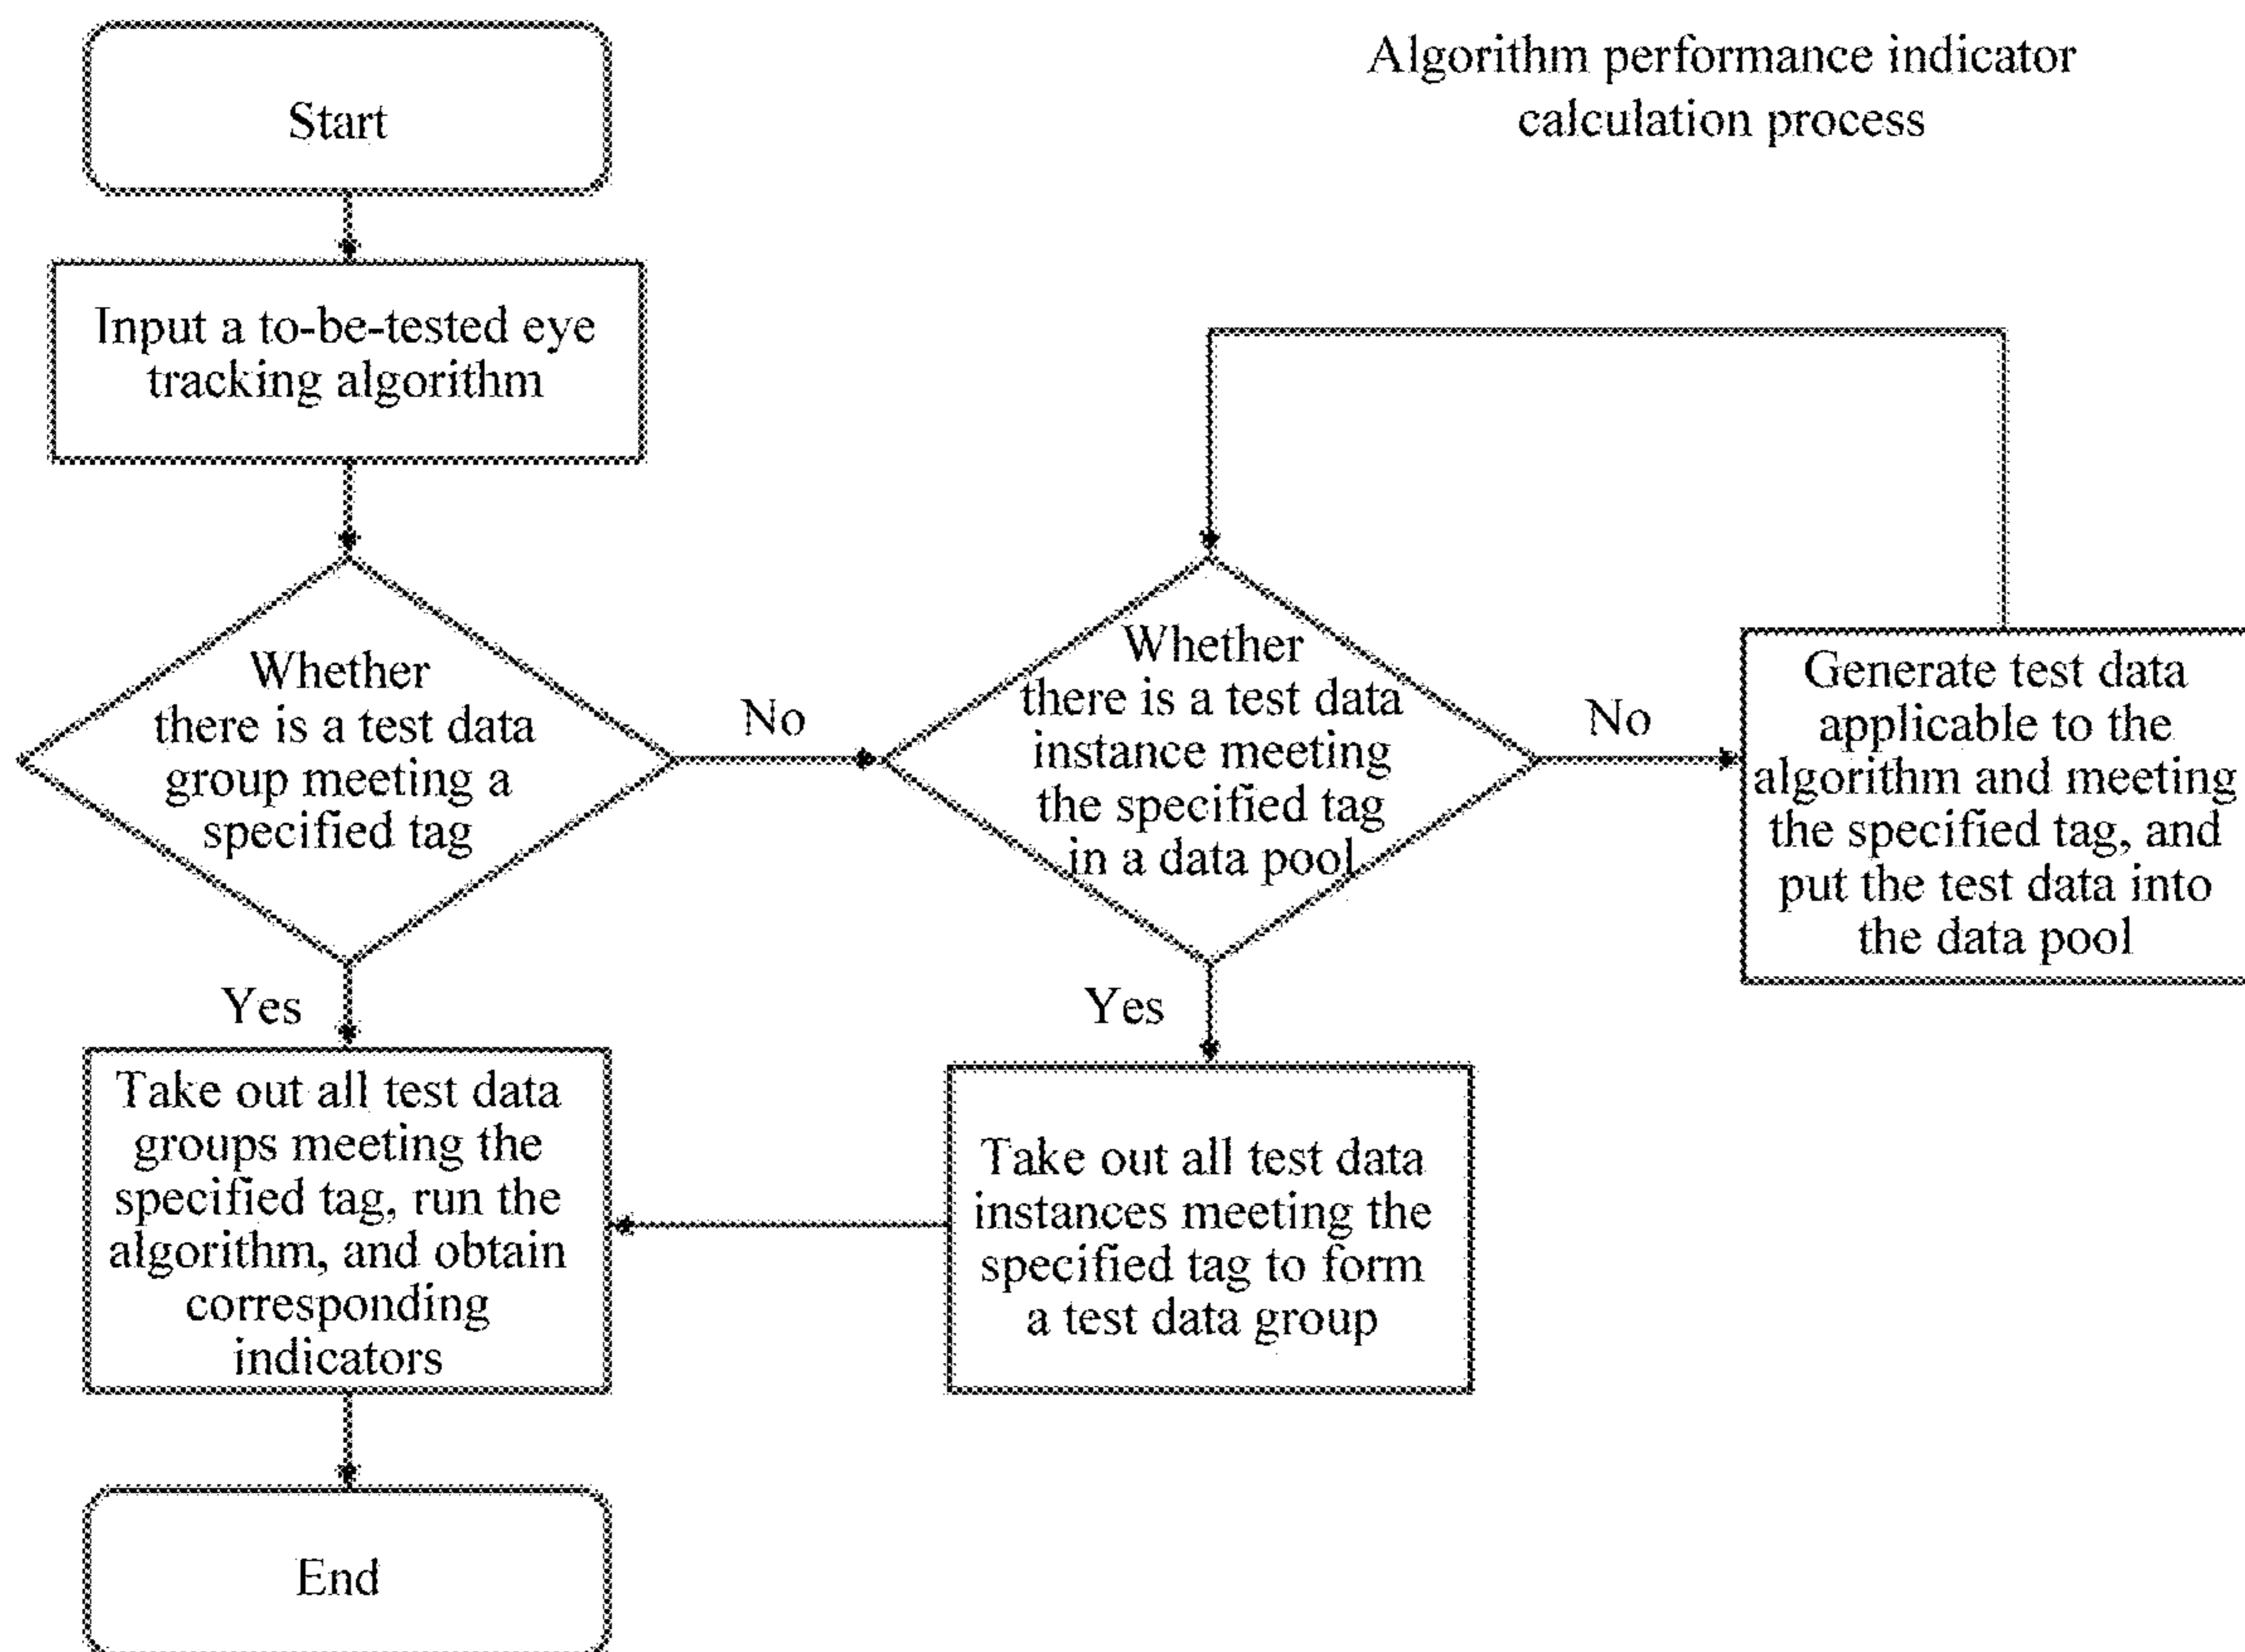 Start
Algorithm performance indicator
calculation process
Input a to-be-tested eye
tracking algorithm
Whether
there is a test data
group meeting a
specified tag
No
Whether
there is a test data
instance meeting
the specified tag
in a data pool
No
Generate test data
applicable to the
algorithm and meeting
the specified tag, and
put the test data into
the data pool
Yes
Yes
Take out all test data
groups meeting the
specified tag, run the
algorithm, and obtain
corresponding
indicators
Take out all test data
instances meeting the
specified tag to form
a test data group
End